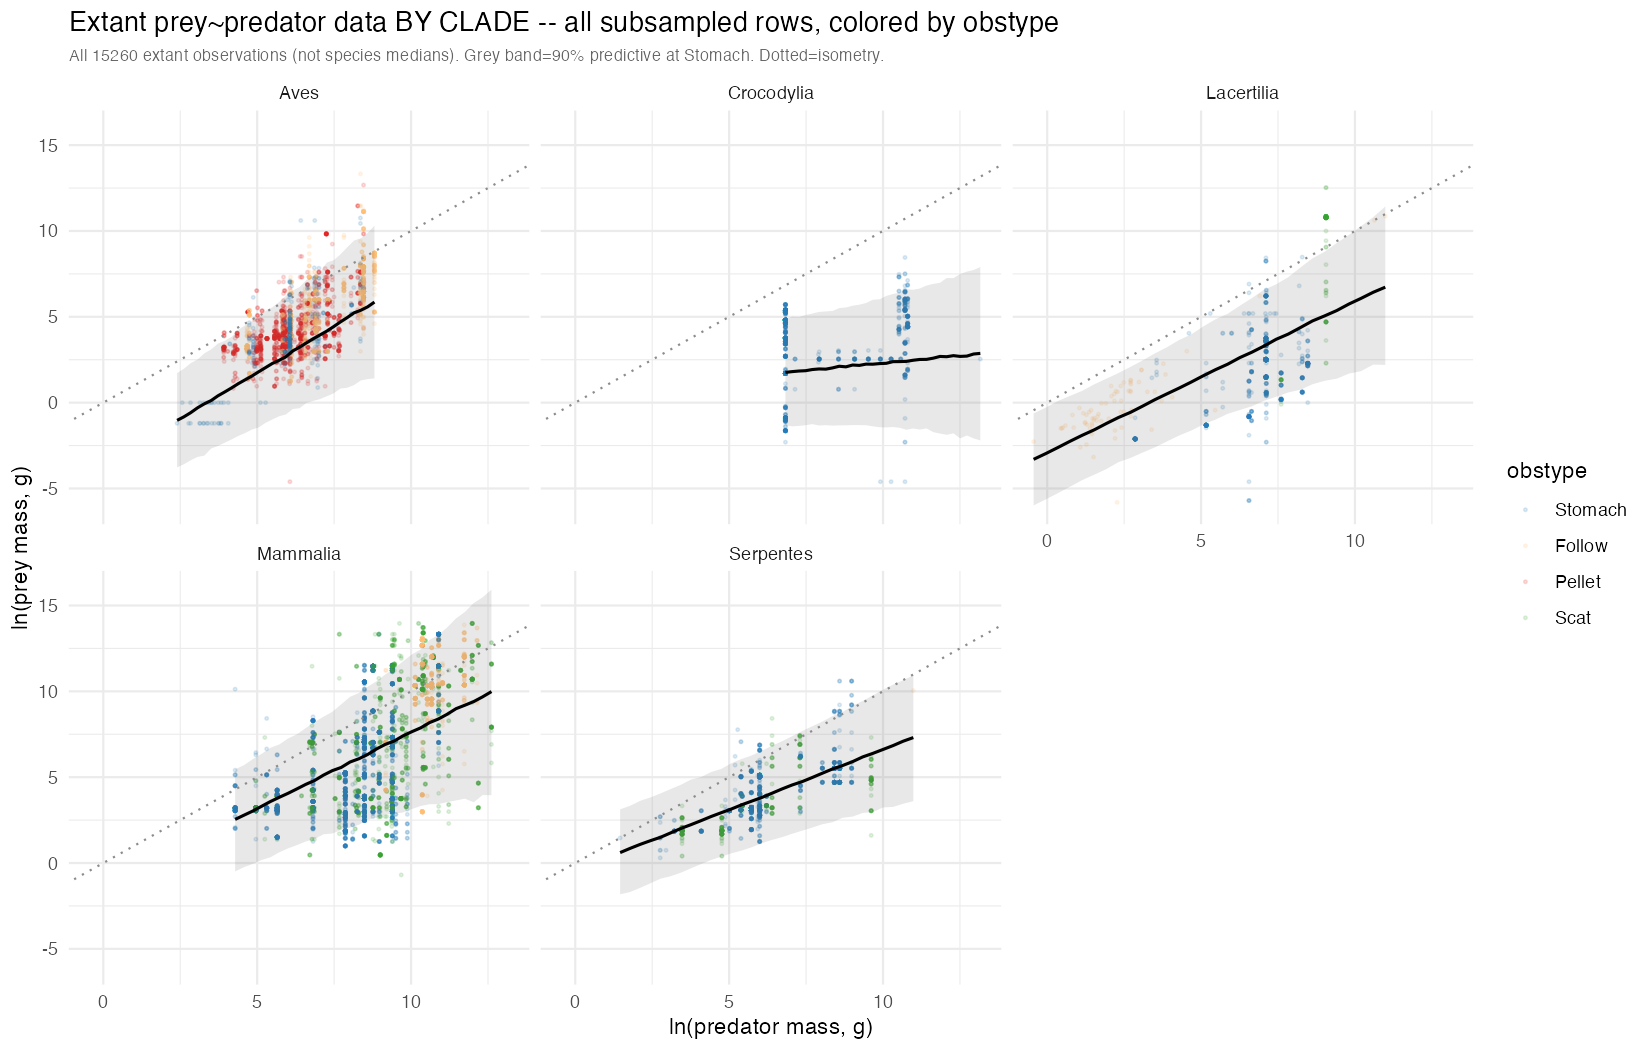 Extant prey~predator data BY CLADE -- all subsampled rows, colored by obstype
All 15260 extant observations (not species medians). Grey band=90% predictive at Stomach. Dotted=isometry.
Aves
Crocodylia
Lacertilia
15
10
5
0
-5
0
5
10
Mammalia
Serpentes
15
10
5
0
-5
0
5
10
0
5
10
ln(predator mass, g)
ln(prey mass, g)
obstype
Stomach
Follow
Pellet
Scat